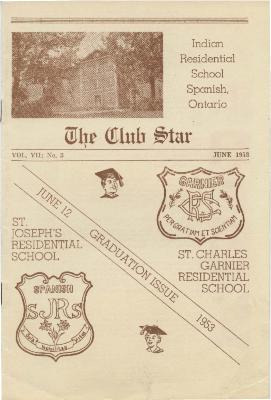 Indian
Residential
School
Spanish,
Ontario
The Club Star
VOL. VII; No. 3 JUNE 1953
JUNE 12 GRADUATION ISSUE 1953
GARNIER
CRS
PER GRATIAM ET SCIENTIAM
ST.
JOSEPH'S
RESIDENTIAL
SCHOOL
ST. CHARLES
GARNIER
RESIDENTIAL
SCHOOL
SPANISH
SJRS